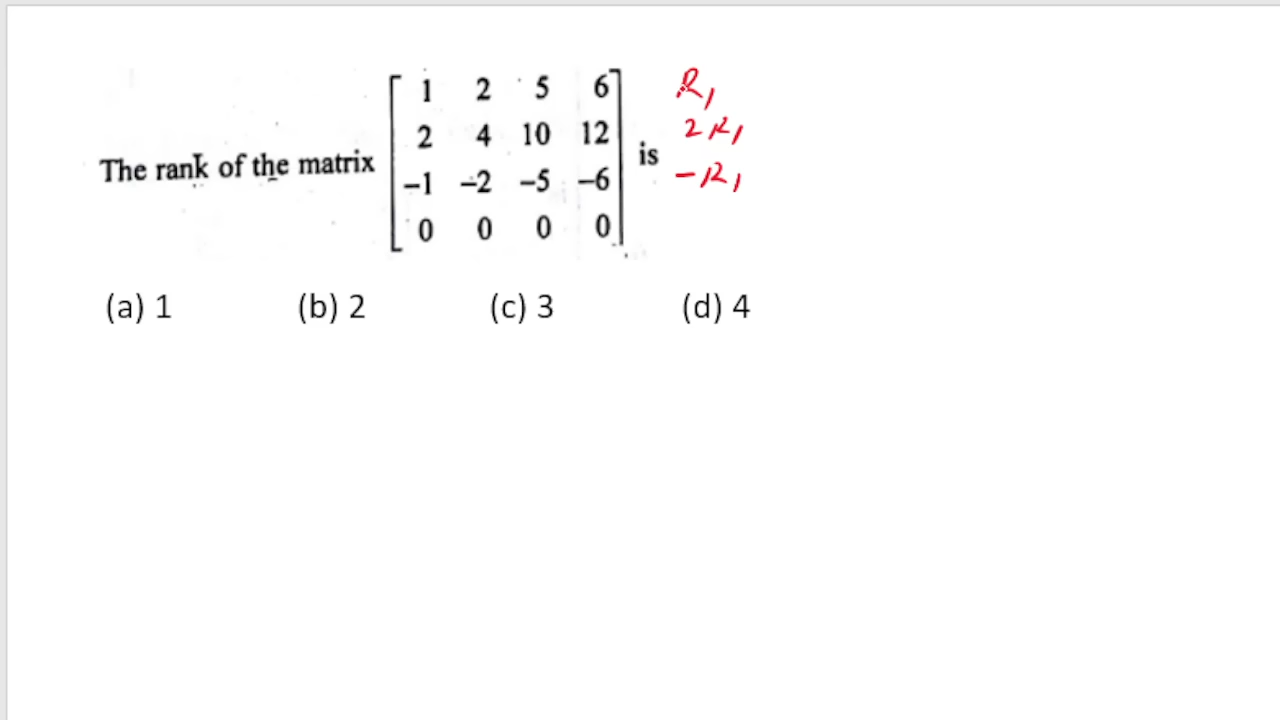 The rank of the matrix [ 1 2 5 6 ] is
2 4 10 12
-1 -2 -5 -6
0 0 0 0
R1
2R1
-R1
(a) 1 (b) 2 (c) 3 (d) 4